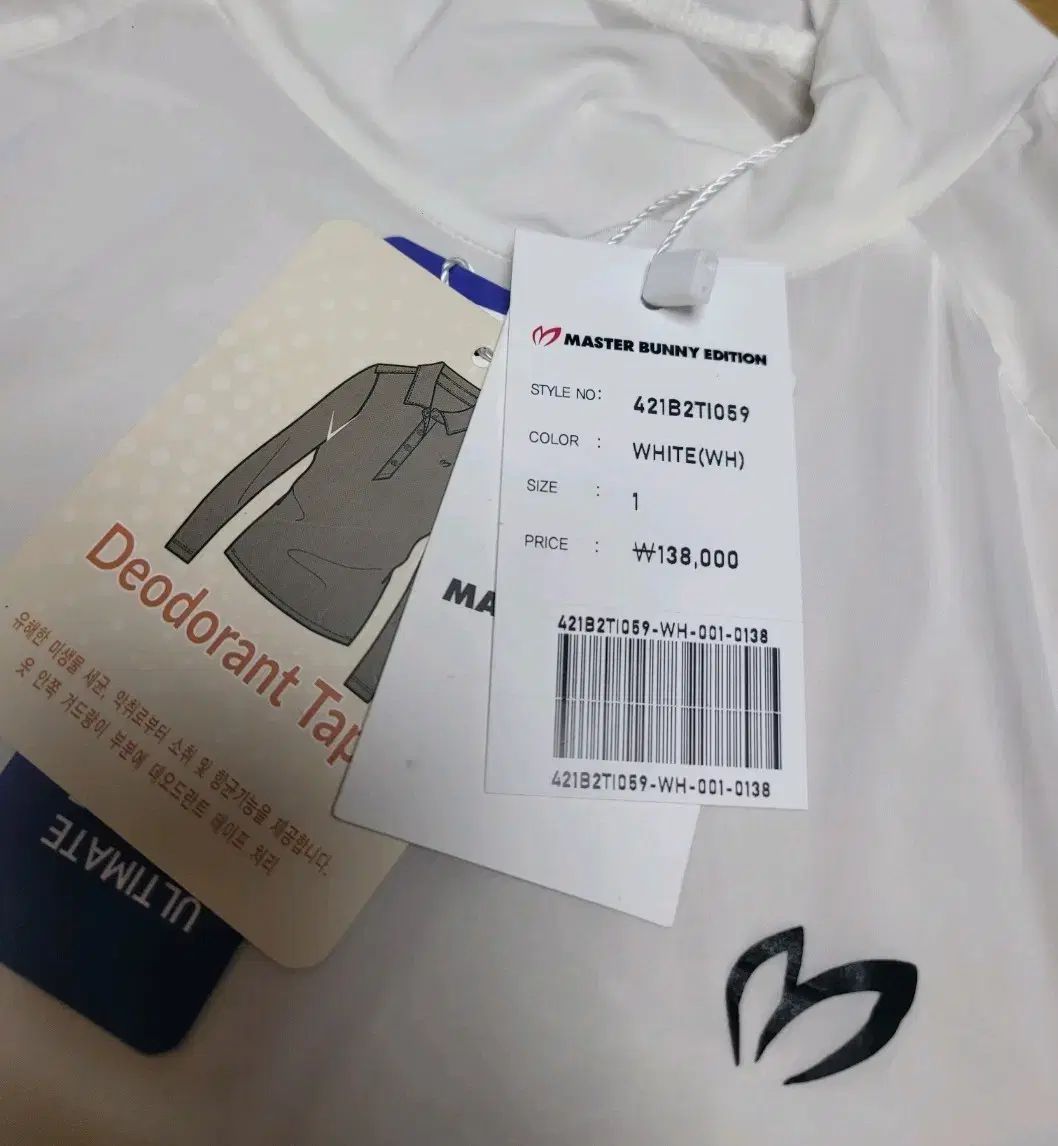 MASTER BUNNY EDITION
STYLE NO: 421B2TI059
COLOR : WHITE(WH)
SIZE : 1
PRICE : ₩138,000
421B2TI059-WH-001-0138
421B2TI059-WH-001-0138
MA
Deodorant Tap
유해한 미생물 세균, 악취로부터 소취 및 항균기능을 제공합니다.
옷 안쪽 겨드랑이 부분에 데오드란트 테이프 처리
ULTIMATE